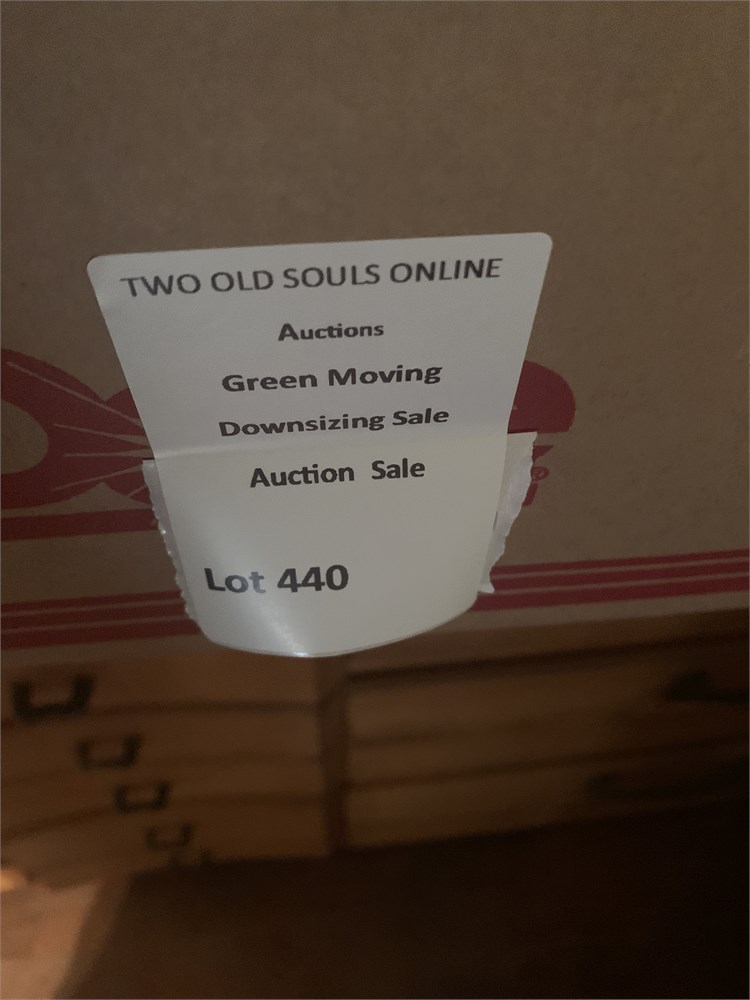 TWO OLD SOULS ONLINE
Auctions
Green Moving
Downsizing Sale
Auction Sale
Lot 440